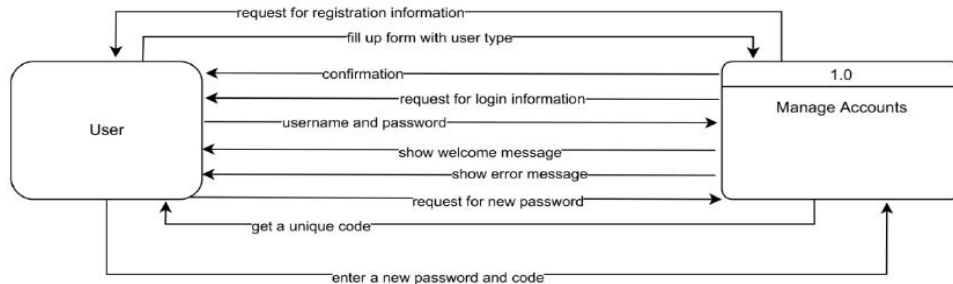 request for registration information
fill up form with user type
confirmation
1.0
request for login information
Manage Accounts
User
username and password
show welcome message
show error message
request for new password
get a unique code
enter a new password and code